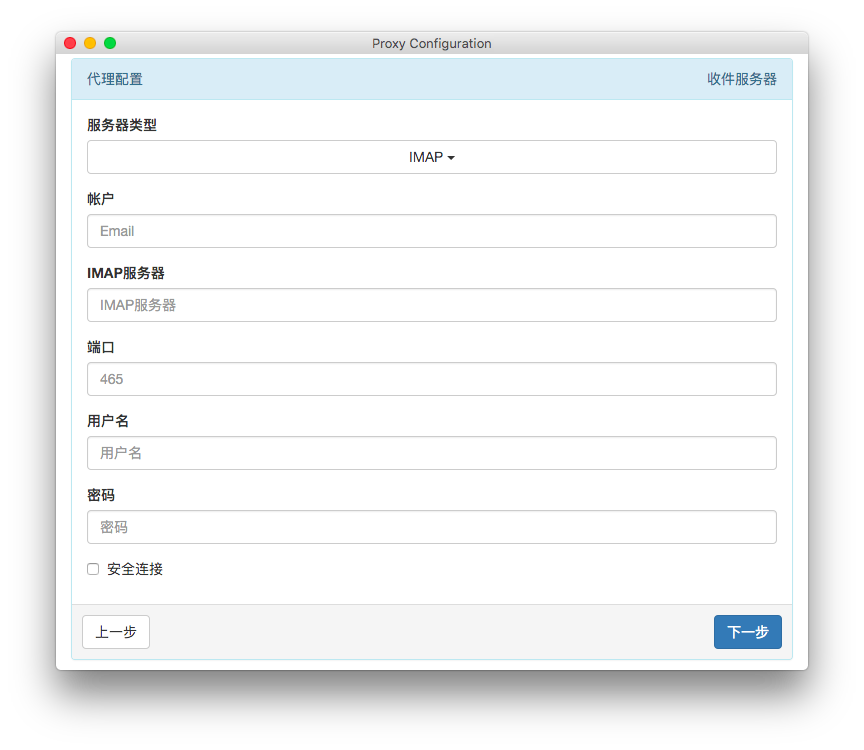 Proxy Configuration
代理配置 收件服务器
服务器类型
IMAP
帐户
Email
IMAP服务器
IMAP服务器
端口
465
用户名
用户名
密码
密码
安全连接
上一步 下一步